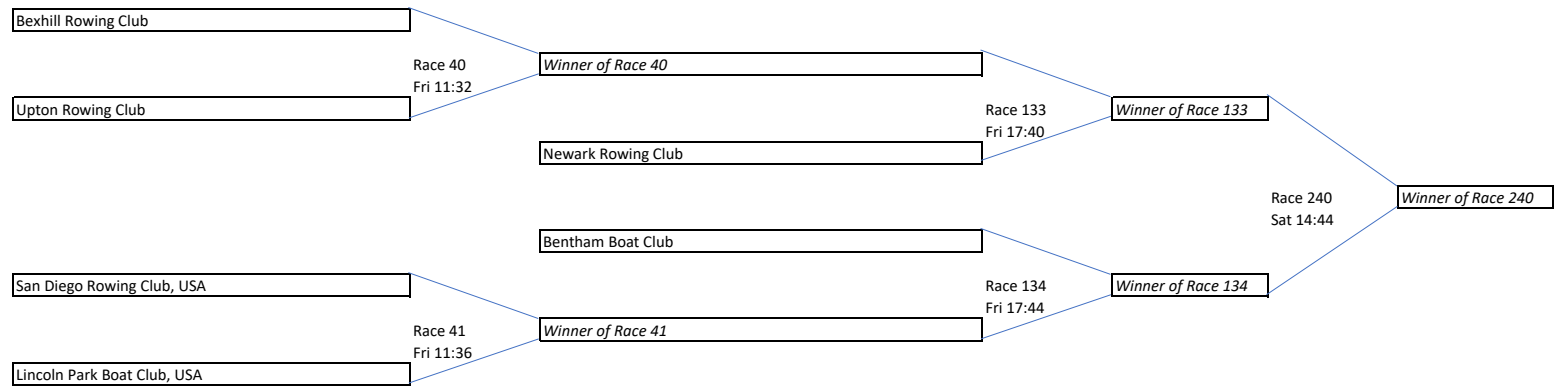 Bexhill Rowing Club
Race 40
Fri 11:32
Upton Rowing Club
Winner of Race 40
Race 133
Fri 17:40
Newark Rowing Club
Winner of Race 133
Race 240
Sat 14:44
Winner of Race 240
Bentham Boat Club
San Diego Rowing Club, USA
Race 134
Fri 17:44
Winner of Race 134
Race 41
Fri 11:36
Winner of Race 41
Lincoln Park Boat Club, USA